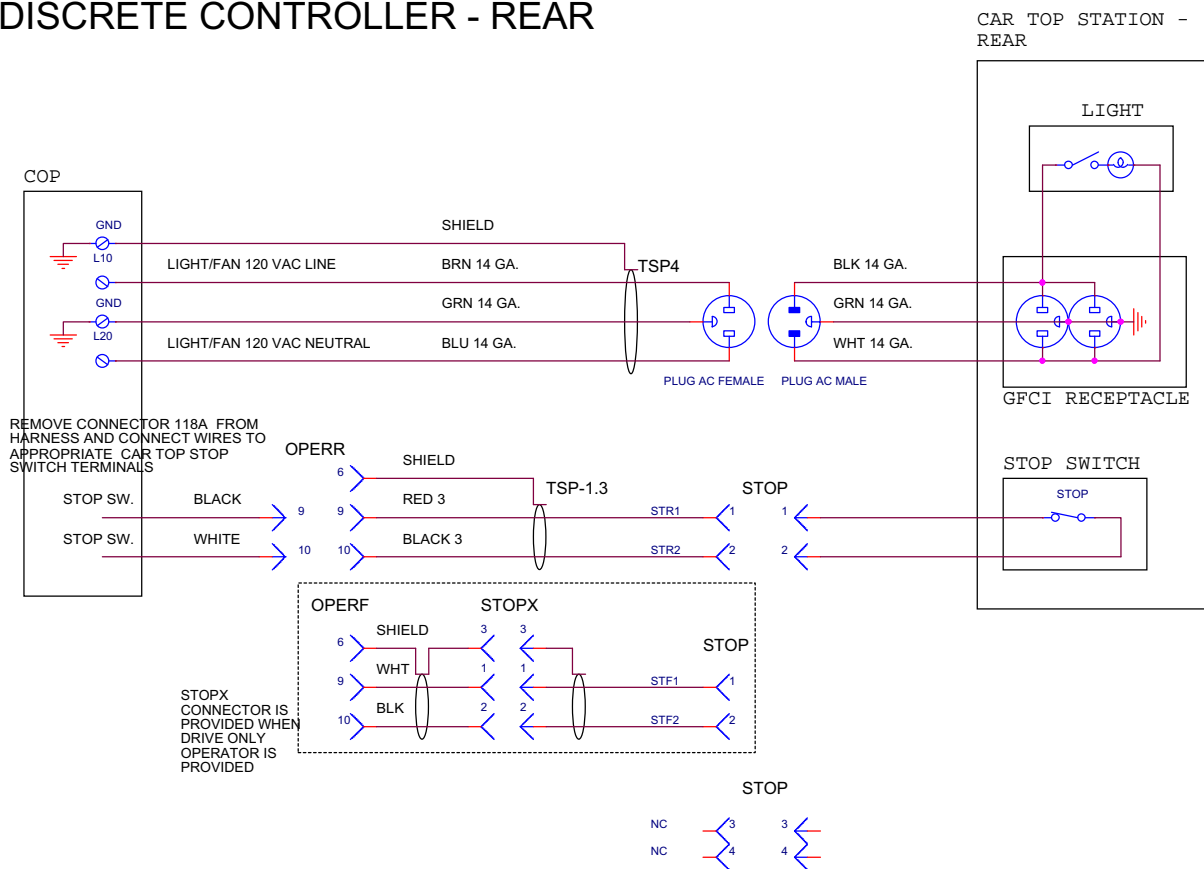 DISCRETE CONTROLLER - REAR
CAR TOP STATION -
REAR
LIGHT
COP
GND
SHIELD
L10
LIGHT/FAN 120 VAC LINE
BRN 14 GA.
TSP4
BLK 14 GA.
GND
GRN 14 GA.
GRN 14 GA.
L20
LIGHT/FAN 120 VAC NEUTRAL
BLU 14 GA.
WHT 14 GA.
PLUG AC FEMALE
PLUG AC MALE
GFCI RECEPTACLE
REMOVE CONNECTOR 118A FROM
HARNESS AND CONNECT WIRES TO
APPROPRIATE CAR TOP STOP
SWITCH TERMINALS
OPERR
6
SHIELD
STOP SWITCH
STOP SW.
BLACK
9
9
RED 3
TSP-1.3
STR1
STOP
1
1
STOP
STOP SW.
WHITE
10
10
BLACK 3
STR2
2
2
OPERF
STOPX
6
SHIELD
3
3
STOP
9
WHT
1
1
STF1
1
10
BLK
2
2
STF2
2
STOPX
CONNECTOR IS
PROVIDED WHEN
DRIVE ONLY
OPERATOR IS
PROVIDED
STOP
NC
3
3
NC
4
4